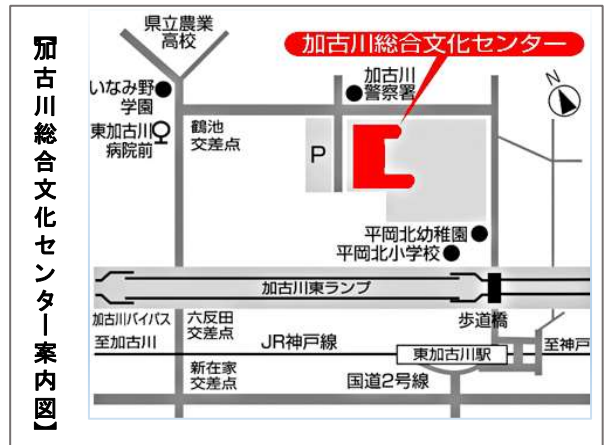 【加古川総合文化センター案内図】
県立農業
高校
加古川総合文化センター
いなみ野
学園
加古川
警察署
N
東加古川
病院前
鶴池
交差点
P
平岡北幼稚園
平岡北小学校
加古川東ランプ
加古川バイパス
六反田
交差点
歩道橋
至加古川
JR神戸線
東加古川駅
至神戸
新在家
交差点
国道2号線